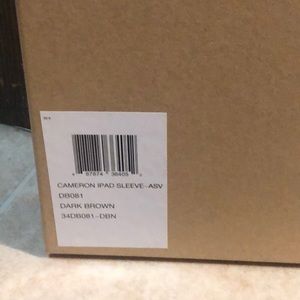 CAMERON IPAD SLEEVE-ASV
DB081
DARK BROWN
34DB081-DBN